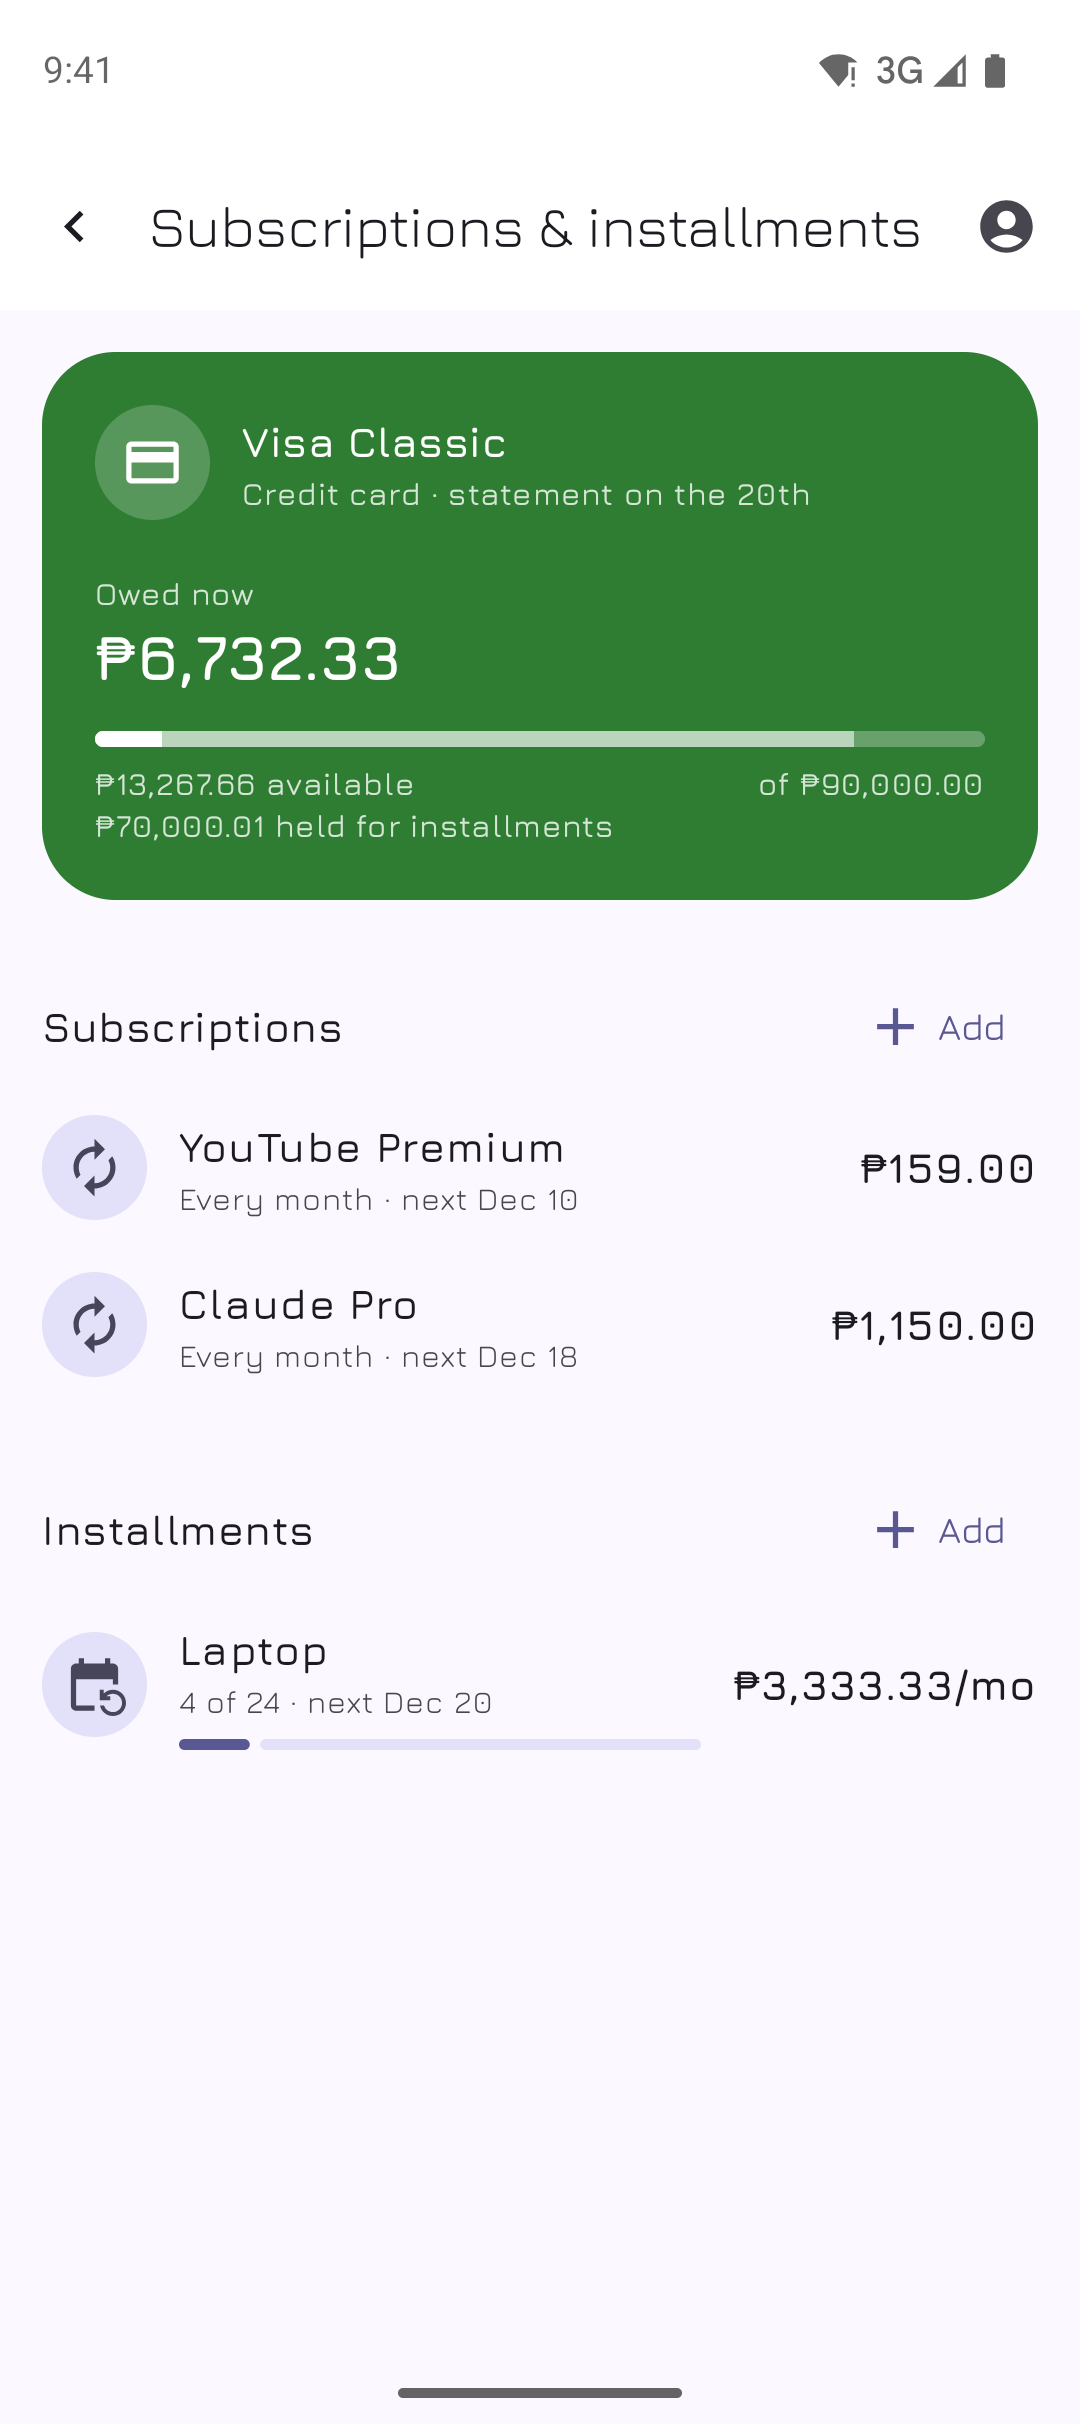 9:41
3G
Subscriptions & installments
Visa Classic
Credit card · statement on the 20th
Owed now
₱6,732.33
₱13,267.66 available
of ₱90,000.00
₱70,000.01 held for installments
Subscriptions
Add
YouTube Premium
Every month · next Dec 10
₱159.00
Claude Pro
Every month · next Dec 18
₱1,150.00
Installments
Add
Laptop
4 of 24 · next Dec 20
₱3,333.33/mo